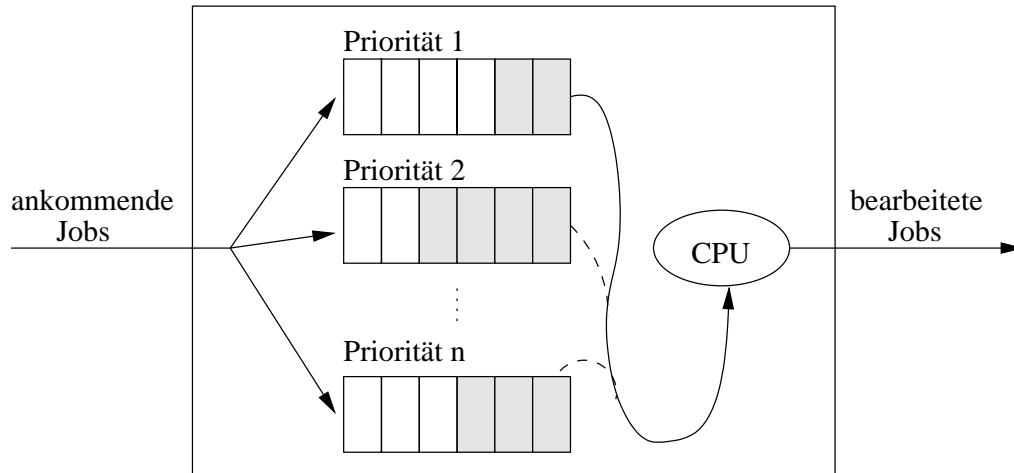 Priorität 1
Priorität 2
ankommende
Jobs
bearbeitete
Jobs
CPU
Priorität n